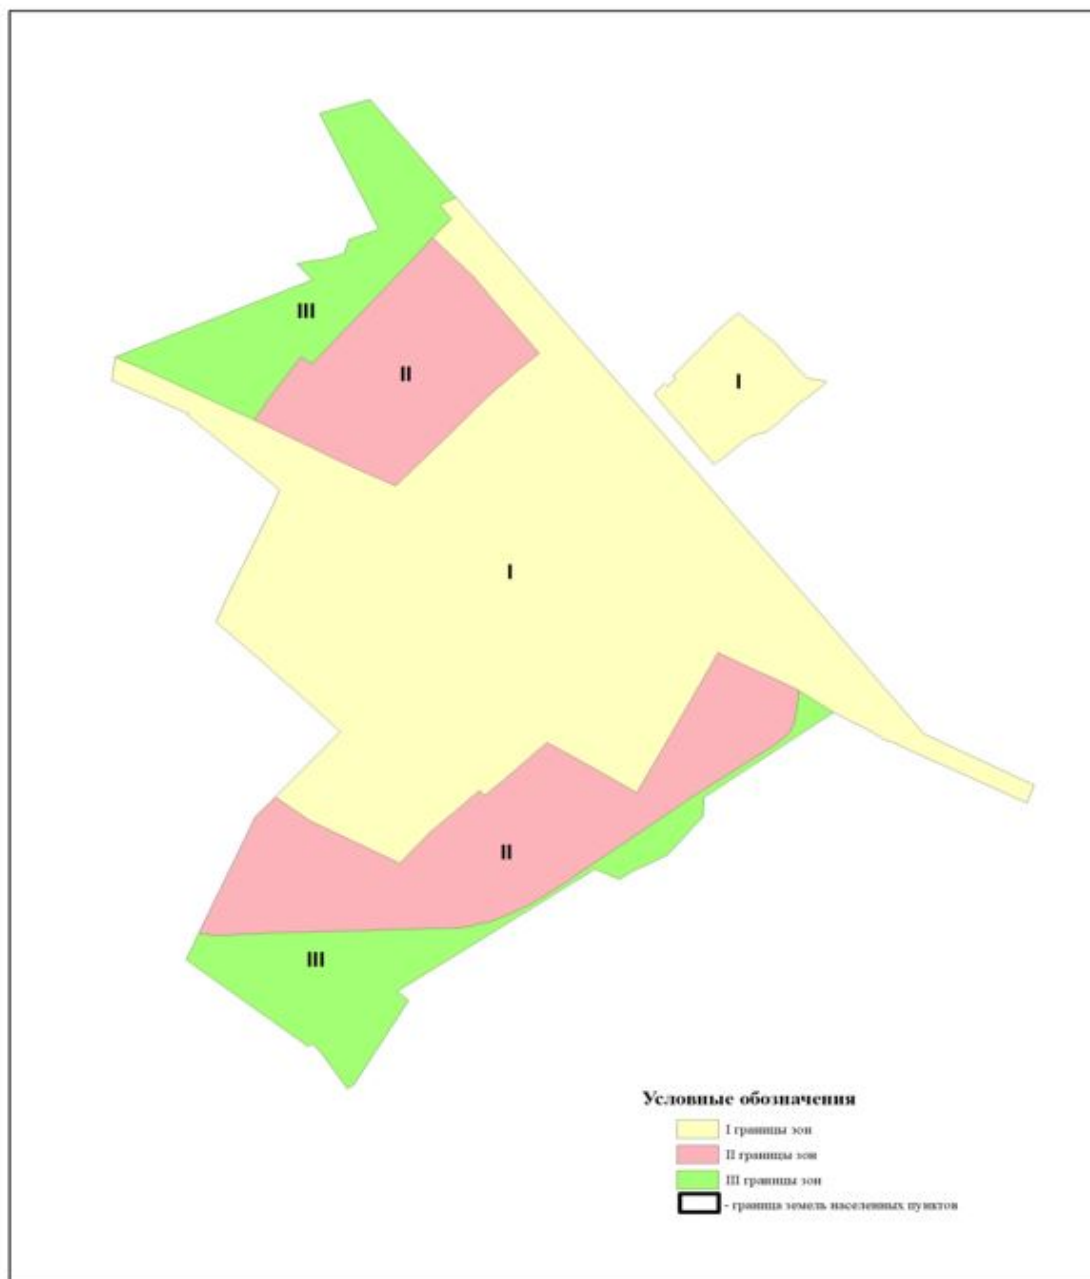 III
II
I
I
II
III
Условные обозначения
I границы зон
II границы зон
III границы зон
- граница земель населенных пунктов